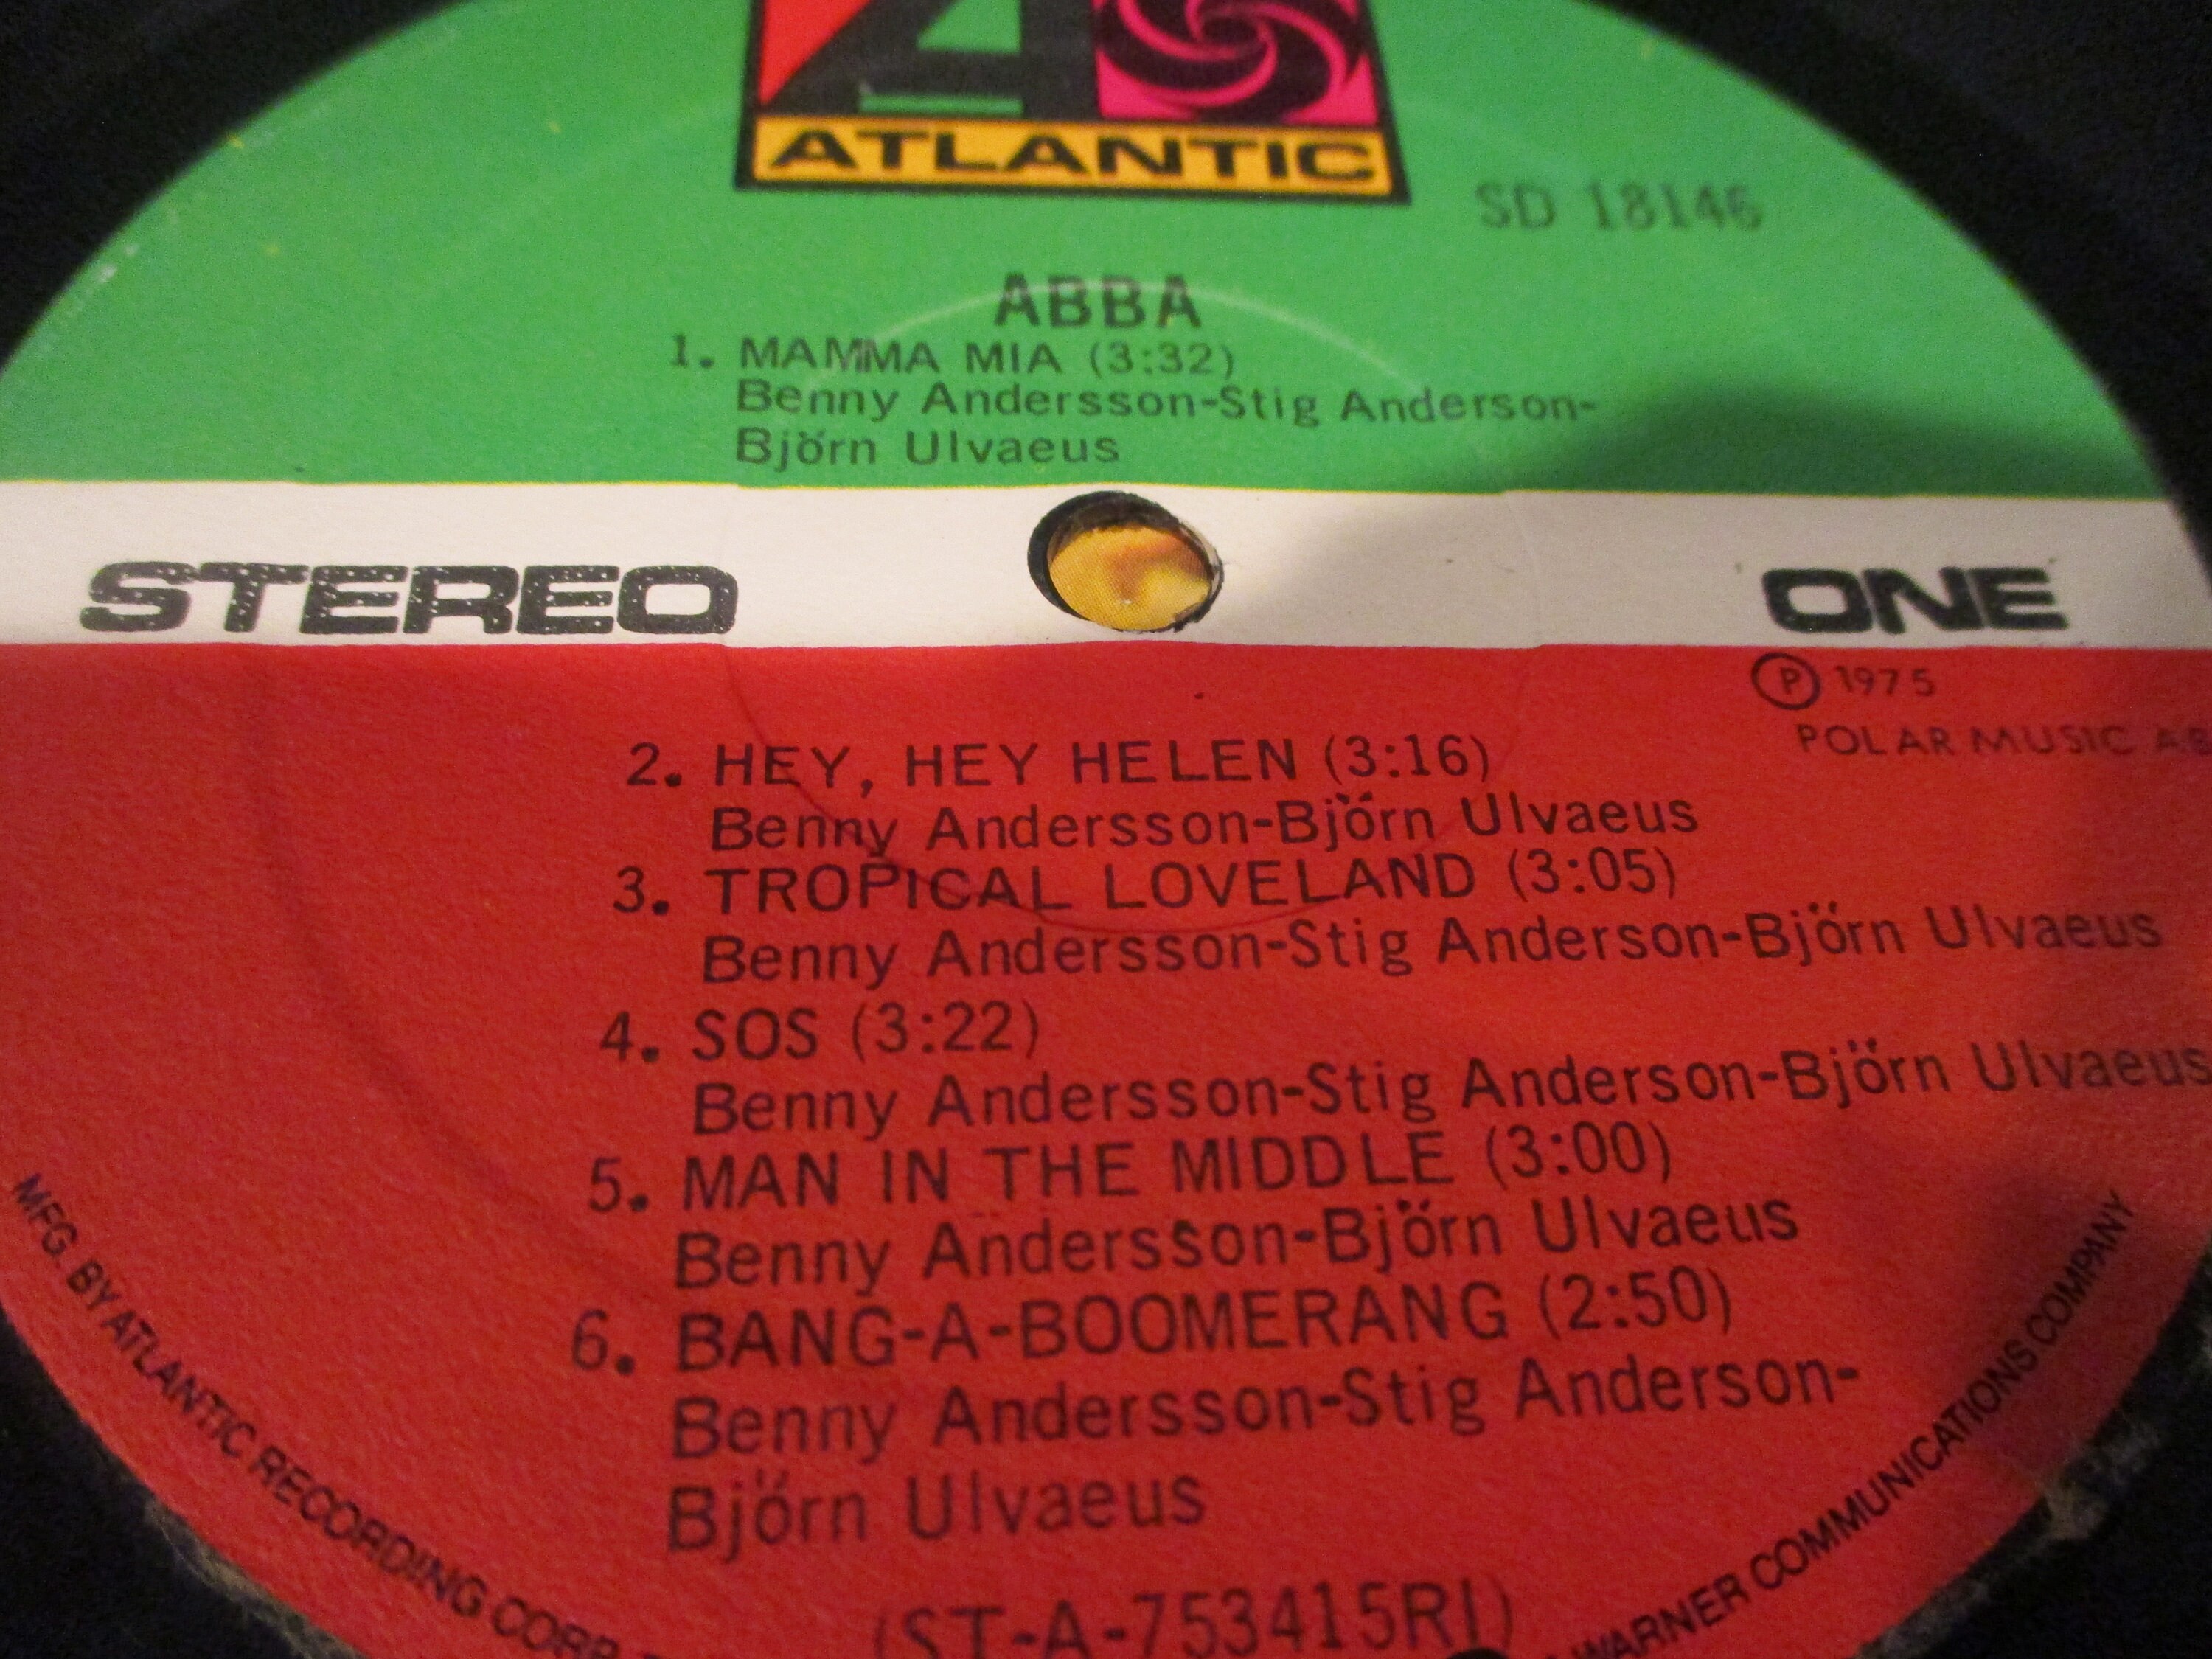 ATLANTIC
SD 18146
ABBA
1. MAMMA MIA (3:32)
Benny Andersson-Stig Anderson-
Björn Ulvaeus
STEREO
ONE
Ⓟ 1975
POLAR MUSIC AB
2. HEY, HEY HELEN (3:16)
Benny Andersson-Björn Ulvaeus
3. TROPICAL LOVELAND (3:05)
Benny Andersson-Stig Anderson-Björn Ulvaeus
4. SOS (3:22)
Benny Andersson-Stig Anderson-Björn Ulvaeus
5. MAN IN THE MIDDLE (3:00)
Benny Andersson-Björn Ulvaeus
6. BANG-A-BOOMERANG (2:50)
Benny Andersson-Stig Anderson-
Björn Ulvaeus
(ST-A-753415RI)
MFG. BY ATLANTIC RECORDING CORP.
WARNER COMMUNICATIONS COMPANY